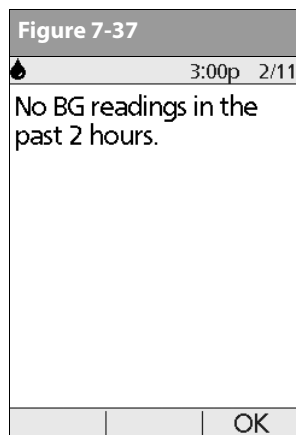 Figure 7-37
3:00p 2/11
No BG readings in the
past 2 hours.
OK